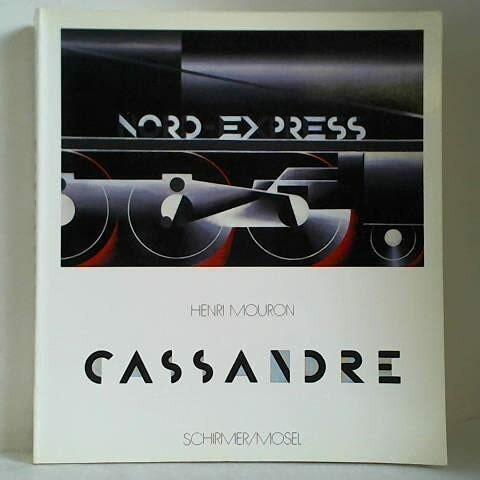 NORD EXPRESS
HENRI MOURON
CASSANDRE
SCHIRMER/MOSEL